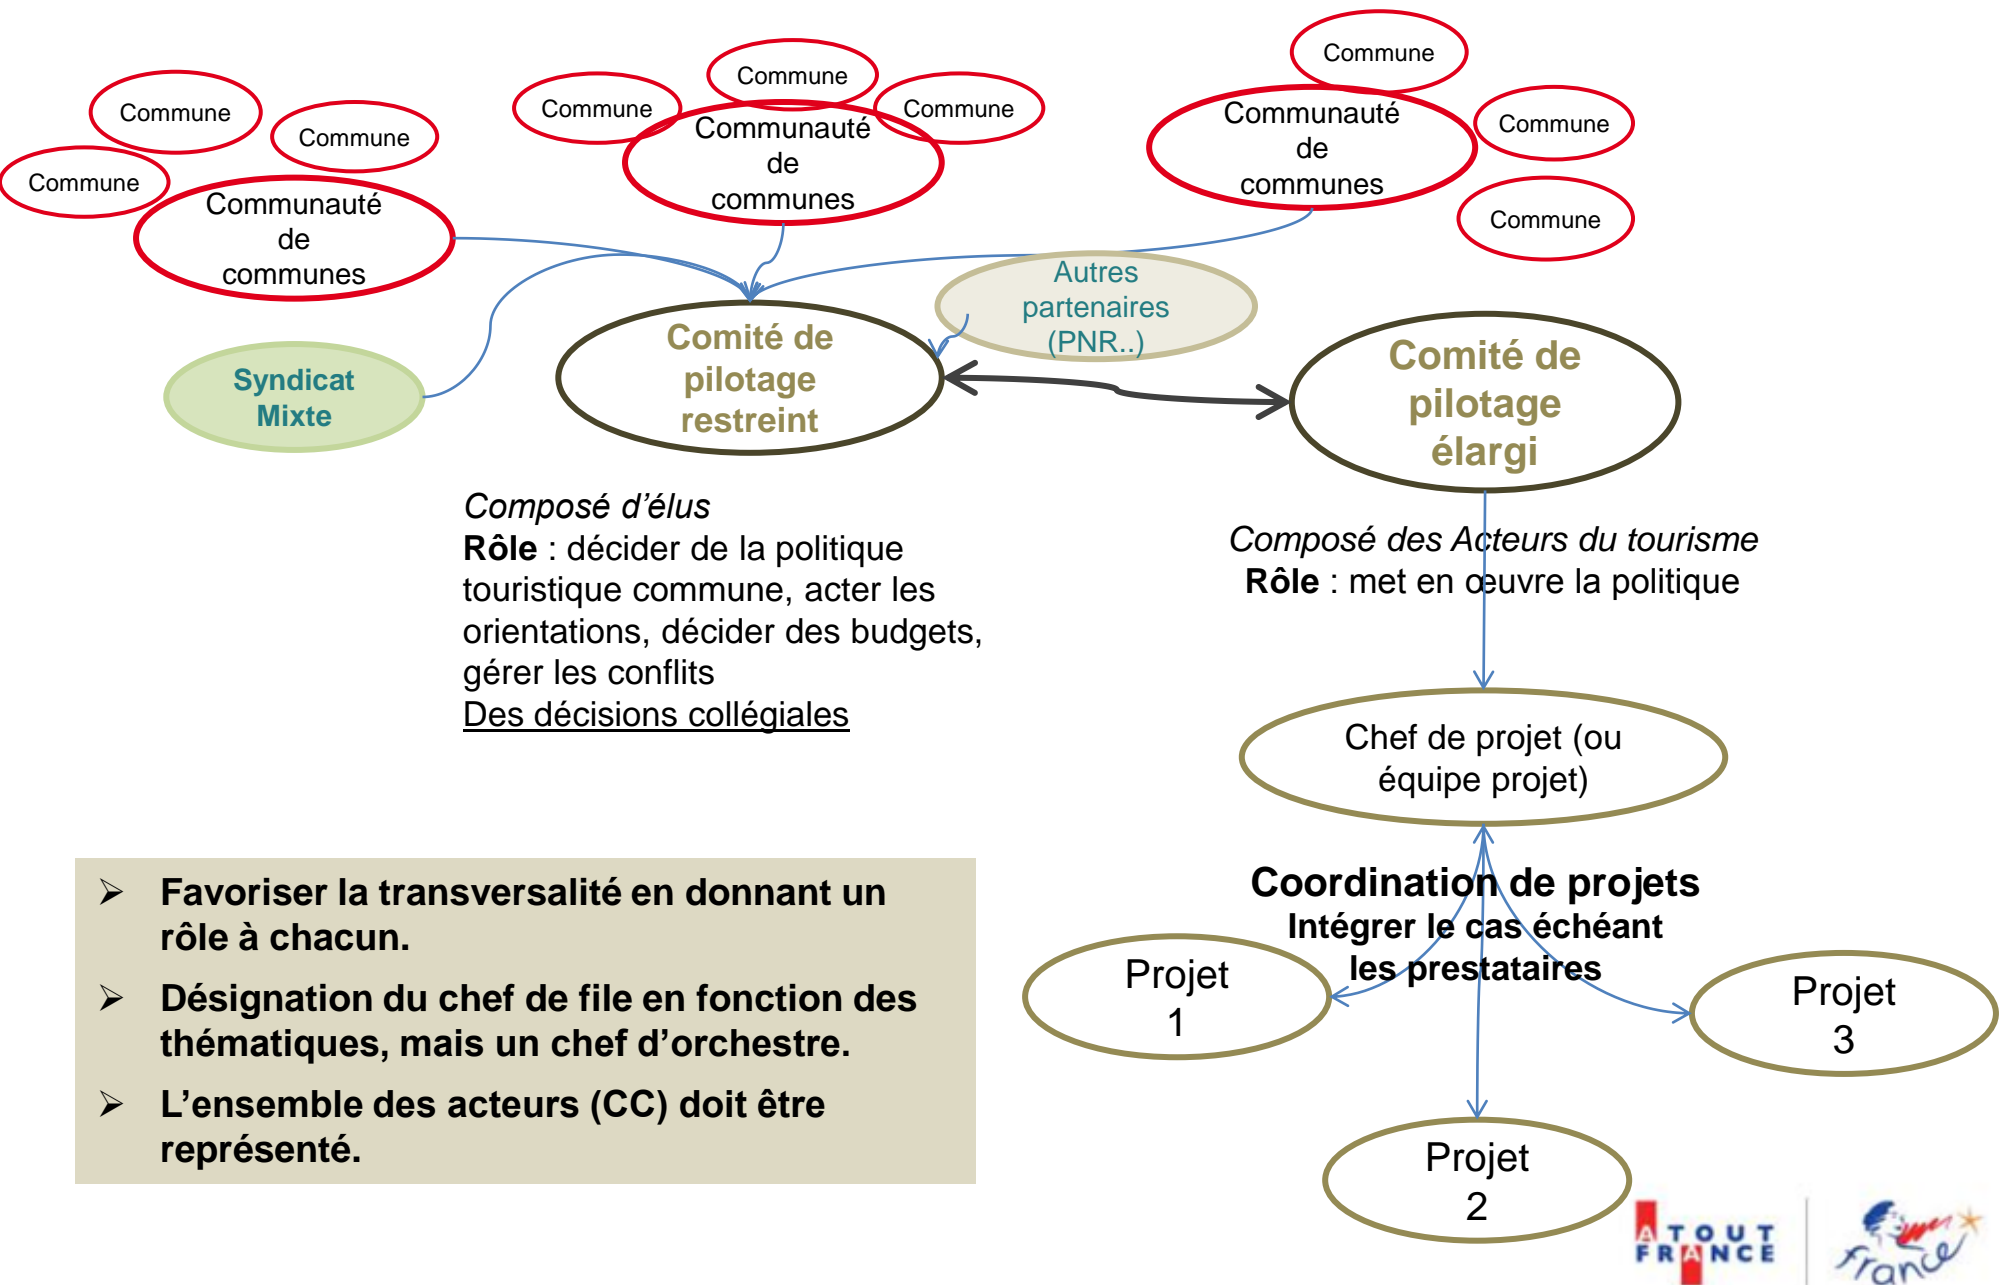 Commune
Commune
Commune
Communauté
de
communes
Commune
Commune
Commune
Communauté
de
communes
Commune
Communauté
de
communes
Commune
Commune
Autres
partenaires
(PNR..)
Syndicat
Mixte
Comité de
pilotage
restreint
Comité de
pilotage
élargi
Composé d’élus
Rôle : décider de la politique
touristique commune, acter les
orientations, décider des budgets,
gérer les conflits
Des décisions collégiales
Composé des Acteurs du tourisme
Rôle : met en œuvre la politique
Chef de projet (ou
équipe projet)
Coordination de projets
Intégrer le cas échéant
les prestataires
Projet
1
Projet
2
Projet
3
➢ Favoriser la transversalité en donnant un
rôle à chacun.
➢ Désignation du chef de file en fonction des
thématiques, mais un chef d’orchestre.
➢ L’ensemble des acteurs (CC) doit être
représenté.
ATOUT
FRANCE
france